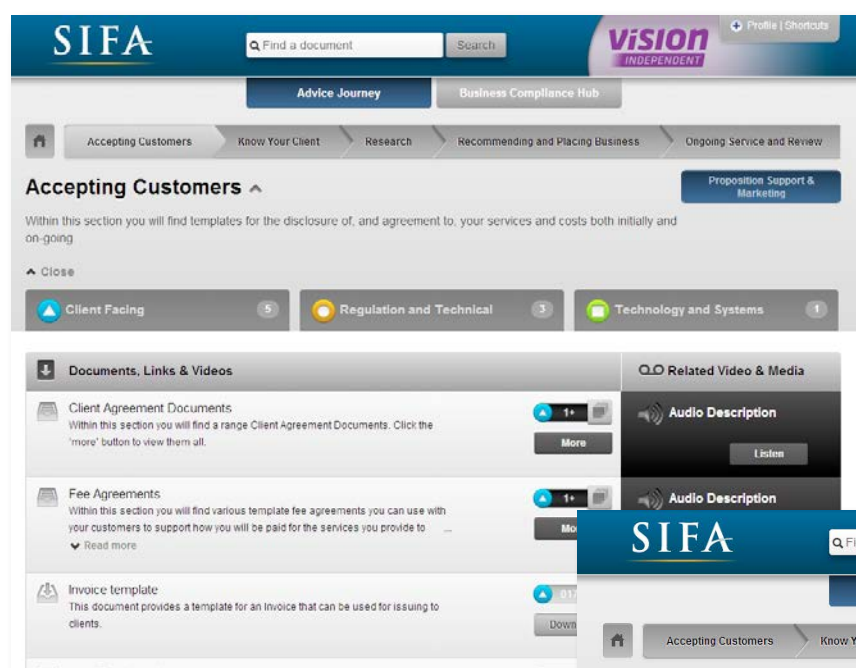 SIFA
Find a document
Search
ViSION
INDEPENDENT
Profile | Shortcuts
Advice Journey
Business Compliance Hub
Accepting Customers
Know Your Client
Research
Recommending and Placing Business
Ongoing Service and Review
Accepting Customers
Proposition Support &
Marketing
Within this section you will find templates for the disclosure of, and agreement to, your services and costs both initially and
on-going
Close
Client Facing
5
Regulation and Technical
3
Technology and Systems
1
Documents, Links & Videos
Related Video & Media
Client Agreement Documents
Within this section you will find a range Client Agreement Documents. Click the
'more' button to view them all.
1+
More
Audio Description
Listen
Fee Agreements
Within this section you will find various template fee agreements you can use with
your customers to support how you will be paid for the services you provide to ...
Read more
1+
Audio Description
Invoice template
This document provides a template for an Invoice that can be used for issuing to
clients.
SIFA
Accepting Customers